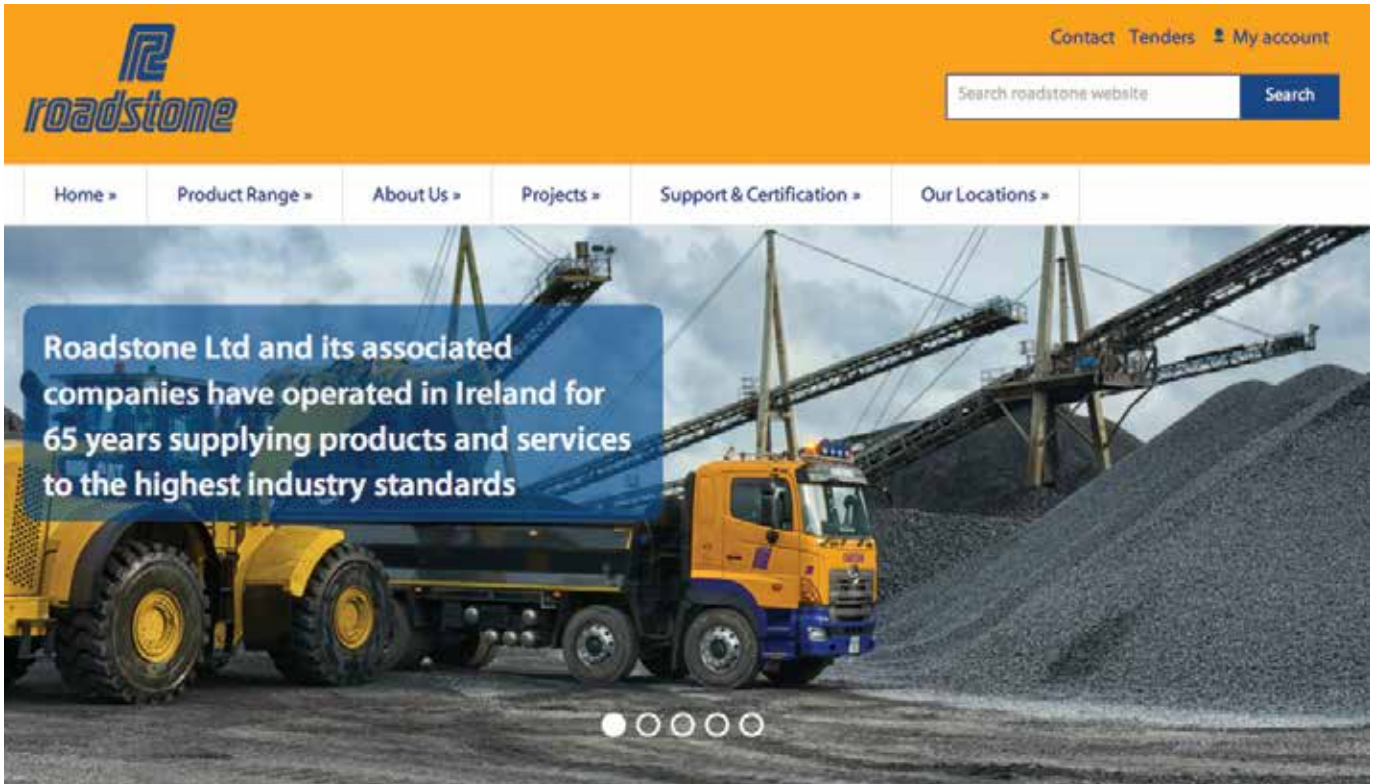 roadstone
Contact Tenders My account
Search roadstone website Search
Home » Product Range » About Us » Projects » Support & Certification » Our Locations »
Roadstone Ltd and its associated
companies have operated in Ireland for
65 years supplying products and services
to the highest industry standards